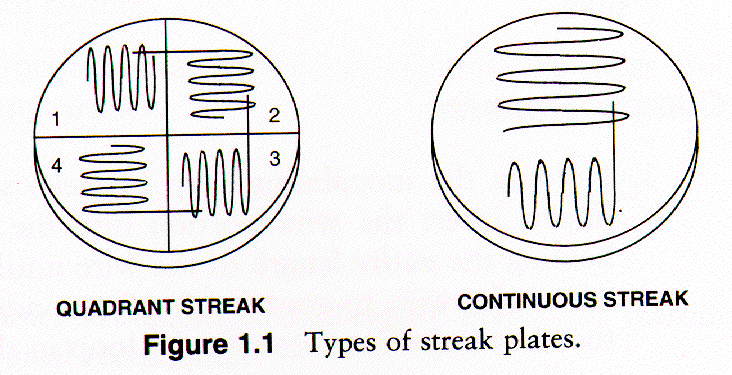 1
2
4
3
QUADRANT STREAK
CONTINUOUS STREAK
Figure 1.1 Types of streak plates.